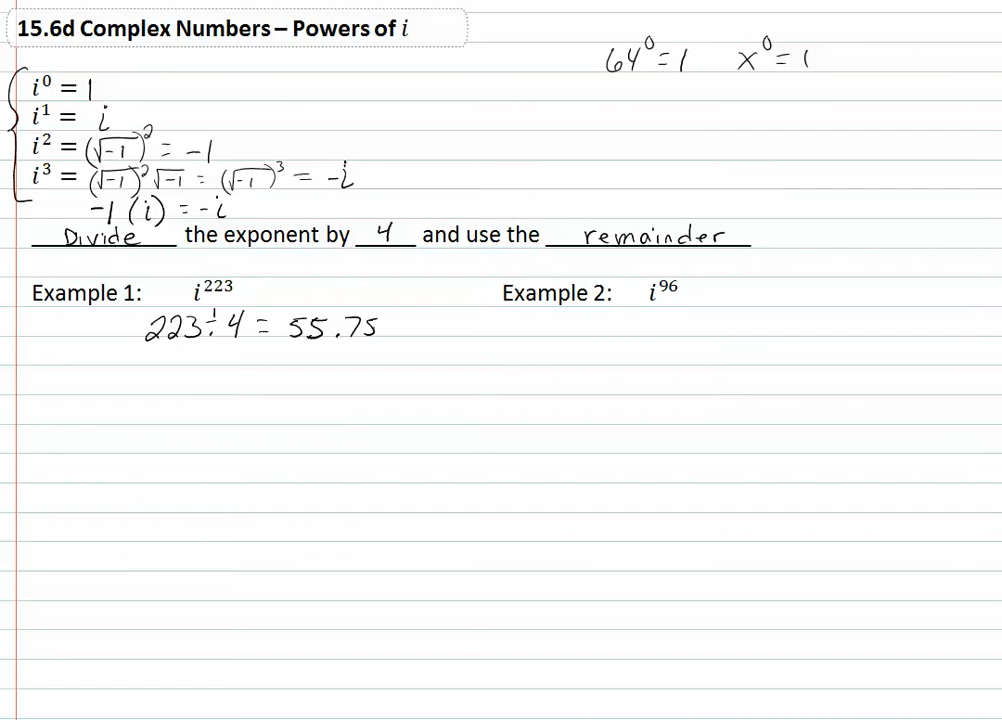 15.6d Complex Numbers – Powers of i
64⁰ = 1 x⁰ = 1
i⁰ = 1
i¹ = i
i² = (√-1)² = -1
i³ = (√-1)² √-1 = (√-1)³ = -i
-1 (i) = -i
Divide the exponent by 4 and use the remainder
Example 1: i²²³ Example 2: i⁹⁶
223 ÷ 4 = 55.75